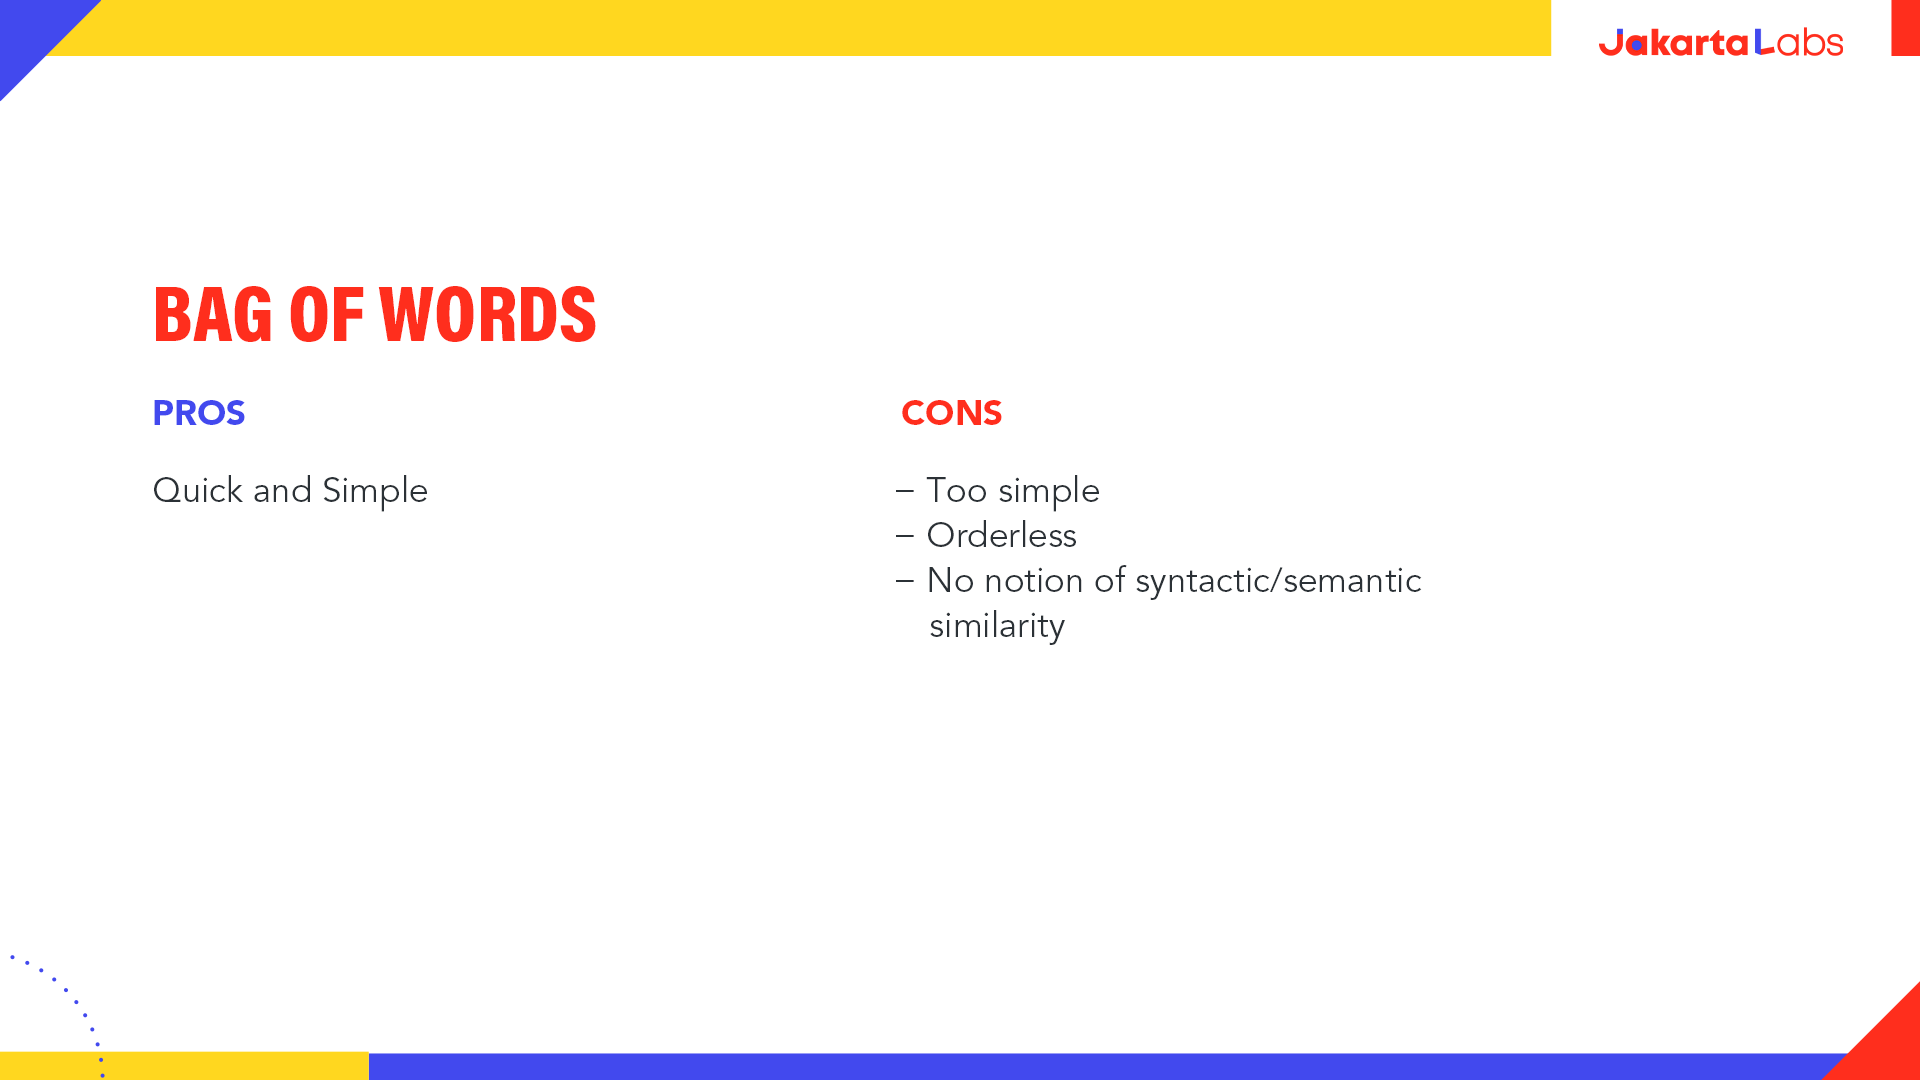 JakartaLabs
BAG OF WORDS
PROS
Quick and Simple
CONS
– Too simple
– Orderless
– No notion of syntactic/semantic
similarity